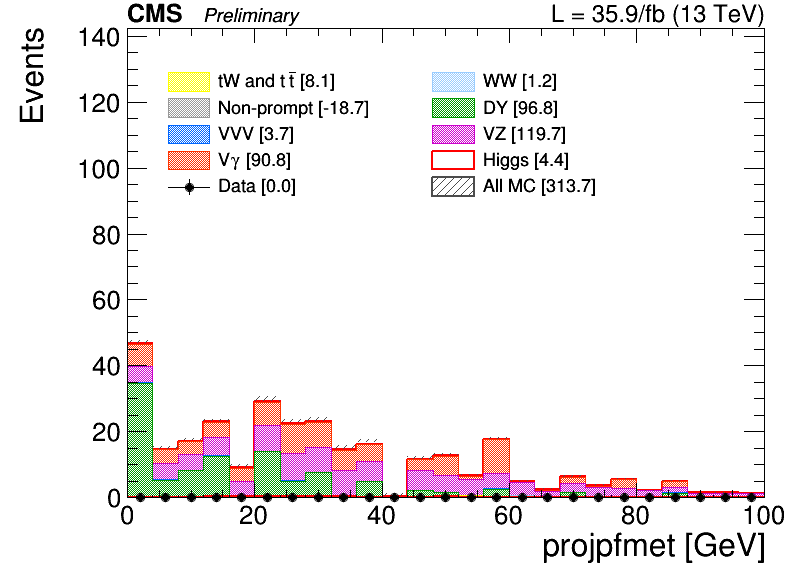 CMS Preliminary L = 35.9/fb (13 TeV)
Events
140
120
100
80
60
40
20
0
tW and tt̅ [8.1] WW [1.2]
Non-prompt [-18.7] DY [96.8]
VVV [3.7] VZ [119.7]
Vγ [90.8] Higgs [4.4]
Data [0.0] All MC [313.7]
0 20 40 60 80 100
projpfmet [GeV]